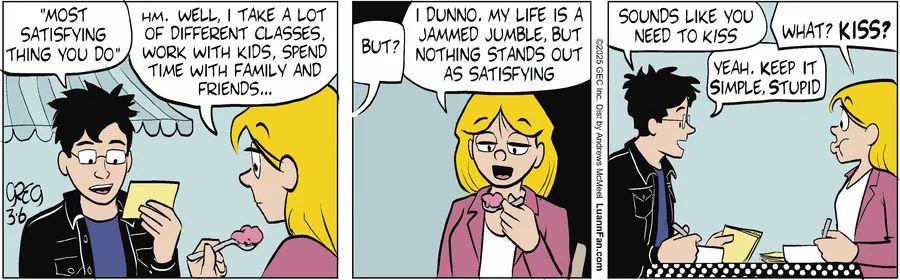 "MOST
SATISFYING
THING YOU DO"
HM. WELL, I TAKE A LOT
OF DIFFERENT CLASSES,
WORK WITH KIDS, SPEND
TIME WITH FAMILY AND
FRIENDS...
GREG
3-6
BUT?
I DUNNO. MY LIFE IS A
JAMMED JUMBLE, BUT
NOTHING STANDS OUT
AS SATISFYING
©2025 GEC Inc. Dist by Andrews McMeel LuannFan.com
SOUNDS LIKE YOU
NEED TO KISS
WHAT? KISS?
YEAH. KEEP IT
SIMPLE, STUPID